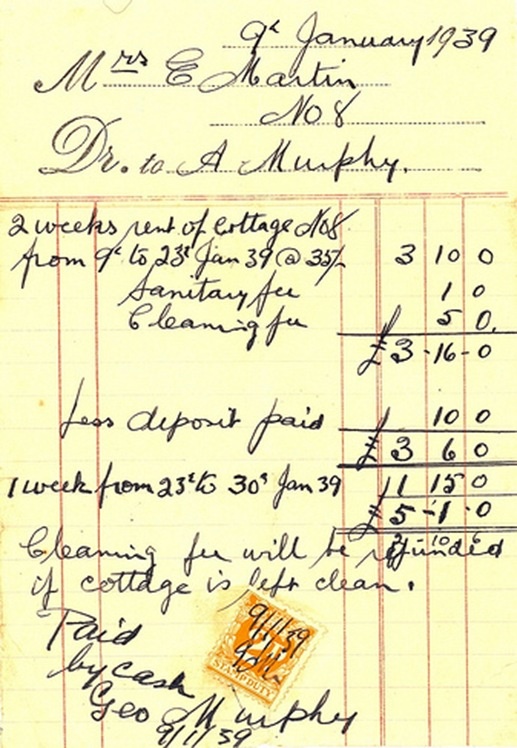 9th January 1939
Mrs E Martin
No 8
Dr. to A Murphy.
2 weeks rent of Cottage No8
from 9th to 23rd Jan 39 @ 35/- 3 10 0
Sanitary fee 1 0
Cleaning fee 5 0.
£3-16-0
Less deposit paid 10 0
£3 6 0
1 week from 23rd to 30th Jan 39 1 15 0
£5-1-0
Cleaning fee will be refunded
if cottage is left clean.
Paid
by cash
Geo Murphy
9/1/39
9/1/39
STAMP DUTY